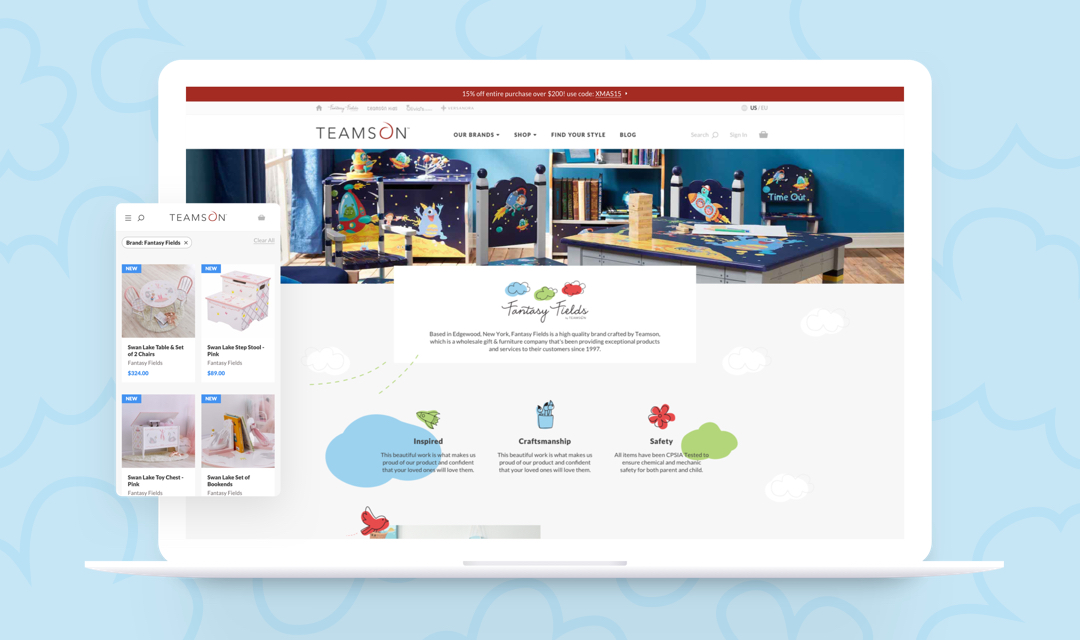 15% off entire purchase over $200! use code: XMAS15
Fantasy Fields
US / EU
TEAMSON
OUR BRANDS
SHOP
FIND YOUR STYLE
BLOG
Search
Sign In
Time Out
Fantasy Fields
by TEAMSON
Based in Edgewood, New York, Fantasy Fields is a high quality brand crafted by Teamson,
which is a wholesale gift & furniture company that's been providing exceptional products
and services to their customers since 1997.
Inspired
This beautiful work is what makes us
proud of our product and confident
that your loved ones will love them.
Craftsmanship
This beautiful work is what makes us
proud of our product and confident
that your loved ones will love them.
Safety
All items have been CPSIA Tested to
ensure chemical and mechanic
safety for both parent and child.
TEAMSON
Brand: Fantasy Fields ×
Clear All
NEW
Swan Lake Table & Set
of 2 Chairs
Fantasy Fields
$324.00
NEW
Swan Lake Step Stool -
Pink
Fantasy Fields
$89.00
NEW
Swan Lake Toy Chest -
Pink
Fantasy Fields
NEW
Swan Lake Set of
Bookends
Fantasy Fields